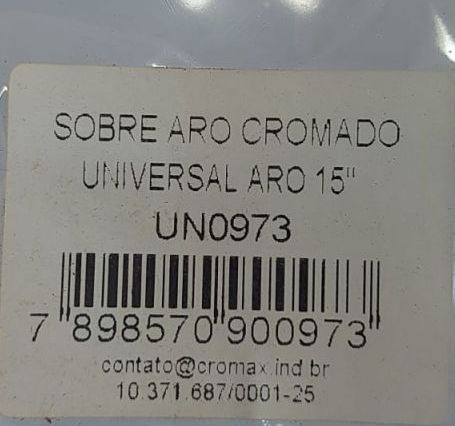 SOBRE ARO CROMADO
UNIVERSAL ARO 15"
UN0973
7 898570 900973
contato@cromax.ind br
10.371.687/0001-25